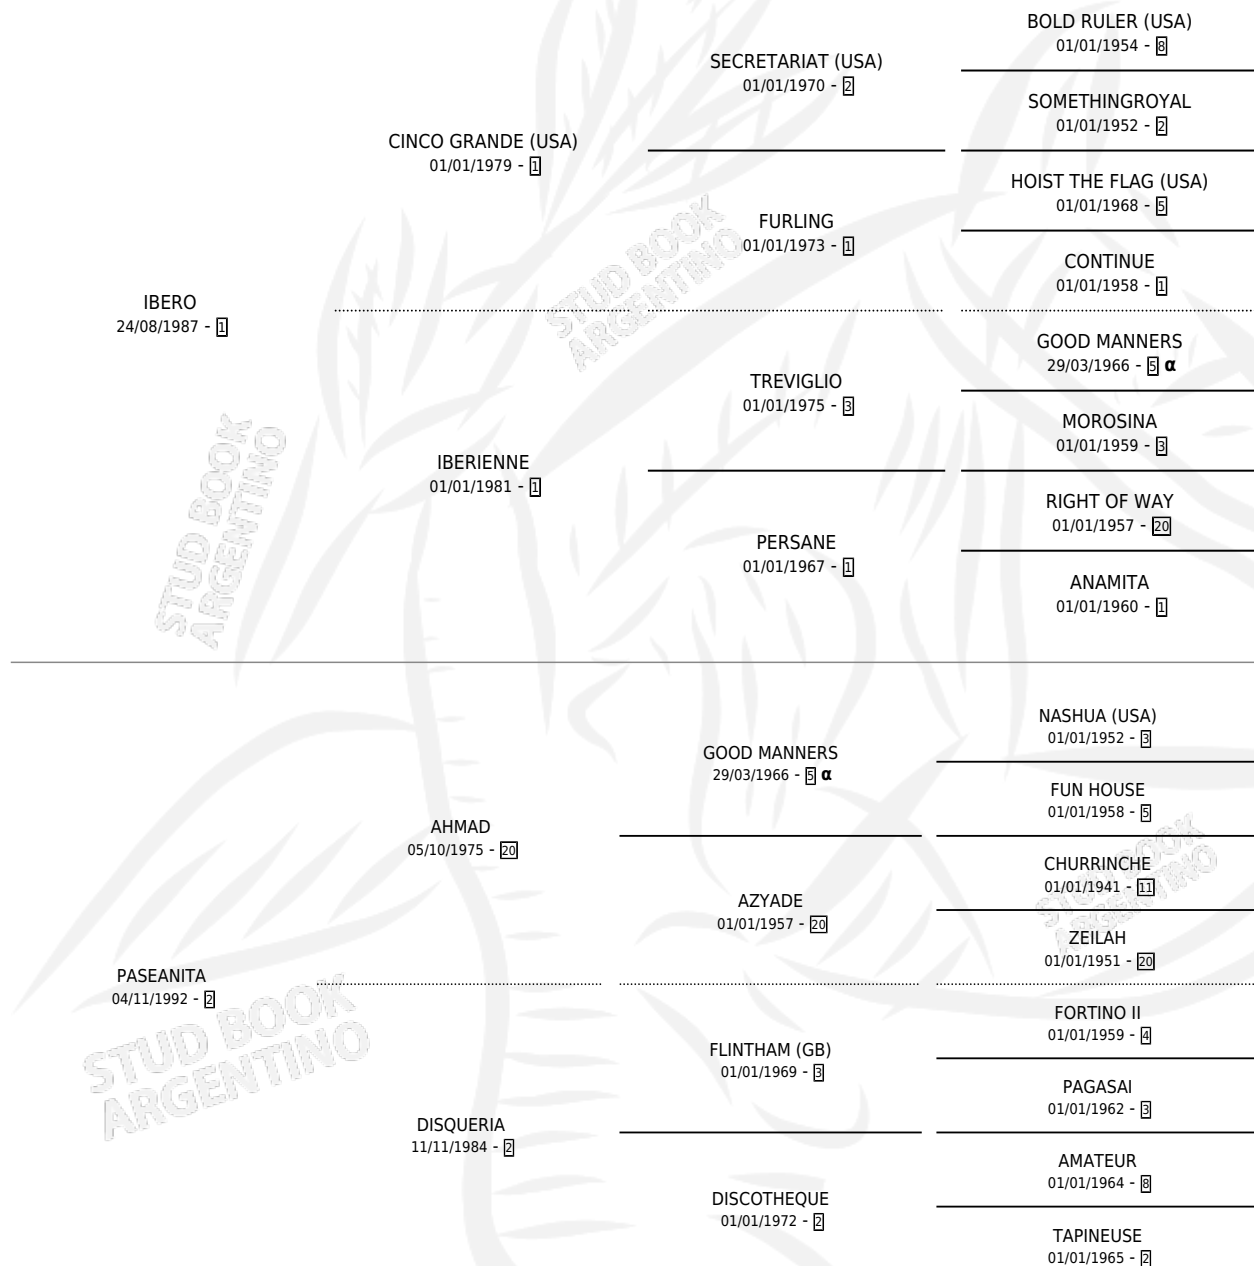 BOLD RULER (USA)
01/01/1954 - 8
SECRETARIAT (USA)
01/01/1970 - 2
SOMETHINGROYAL
01/01/1952 - 2
CINCO GRANDE (USA)
01/01/1979 - 1
HOIST THE FLAG (USA)
01/01/1968 - 5
FURLING
01/01/1973 - 1
CONTINUE
01/01/1958 - 1
IBERO
24/08/1987 - 1
GOOD MANNERS
29/03/1966 - 5 α
TREVIGLIO
01/01/1975 - 3
MOROSINA
01/01/1959 - 3
IBERIENNE
01/01/1981 - 1
RIGHT OF WAY
01/01/1957 - 20
PERSANE
01/01/1967 - 1
ANAMITA
01/01/1960 - 1
NASHUA (USA)
01/01/1952 - 3
GOOD MANNERS
29/03/1966 - 5 α
FUN HOUSE
01/01/1958 - 5
AHMAD
05/10/1975 - 20
CHURRINCHE
01/01/1941 - 11
AZYADE
01/01/1957 - 20
ZEILAH
01/01/1951 - 20
PASEANITA
04/11/1992 - 2
FORTINO II
01/01/1959 - 4
FLINTHAM (GB)
01/01/1969 - 3
PAGASAI
01/01/1962 - 3
DISQUERIA
11/11/1984 - 2
AMATEUR
01/01/1964 - 8
DISCOTHEQUE
01/01/1972 - 2
TAPINEUSE
01/01/1965 - 2
STUD BOOK
ARGENTINO
STUD BOOK
ARGENTINO
STUD BOOK
ARGENTINO
STUD BOOK
ARGENTINO